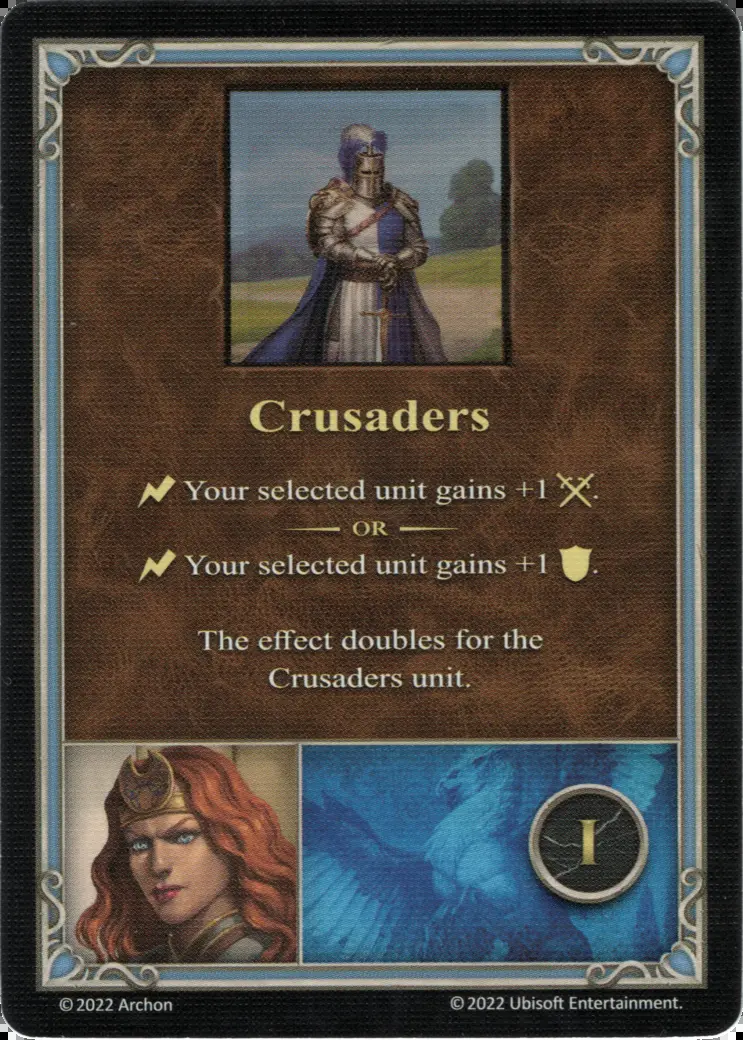 Crusaders
Your selected unit gains +1 .
OR
Your selected unit gains +1 .
The effect doubles for the
Crusaders unit.
I
© 2022 Archon
© 2022 Ubisoft Entertainment.